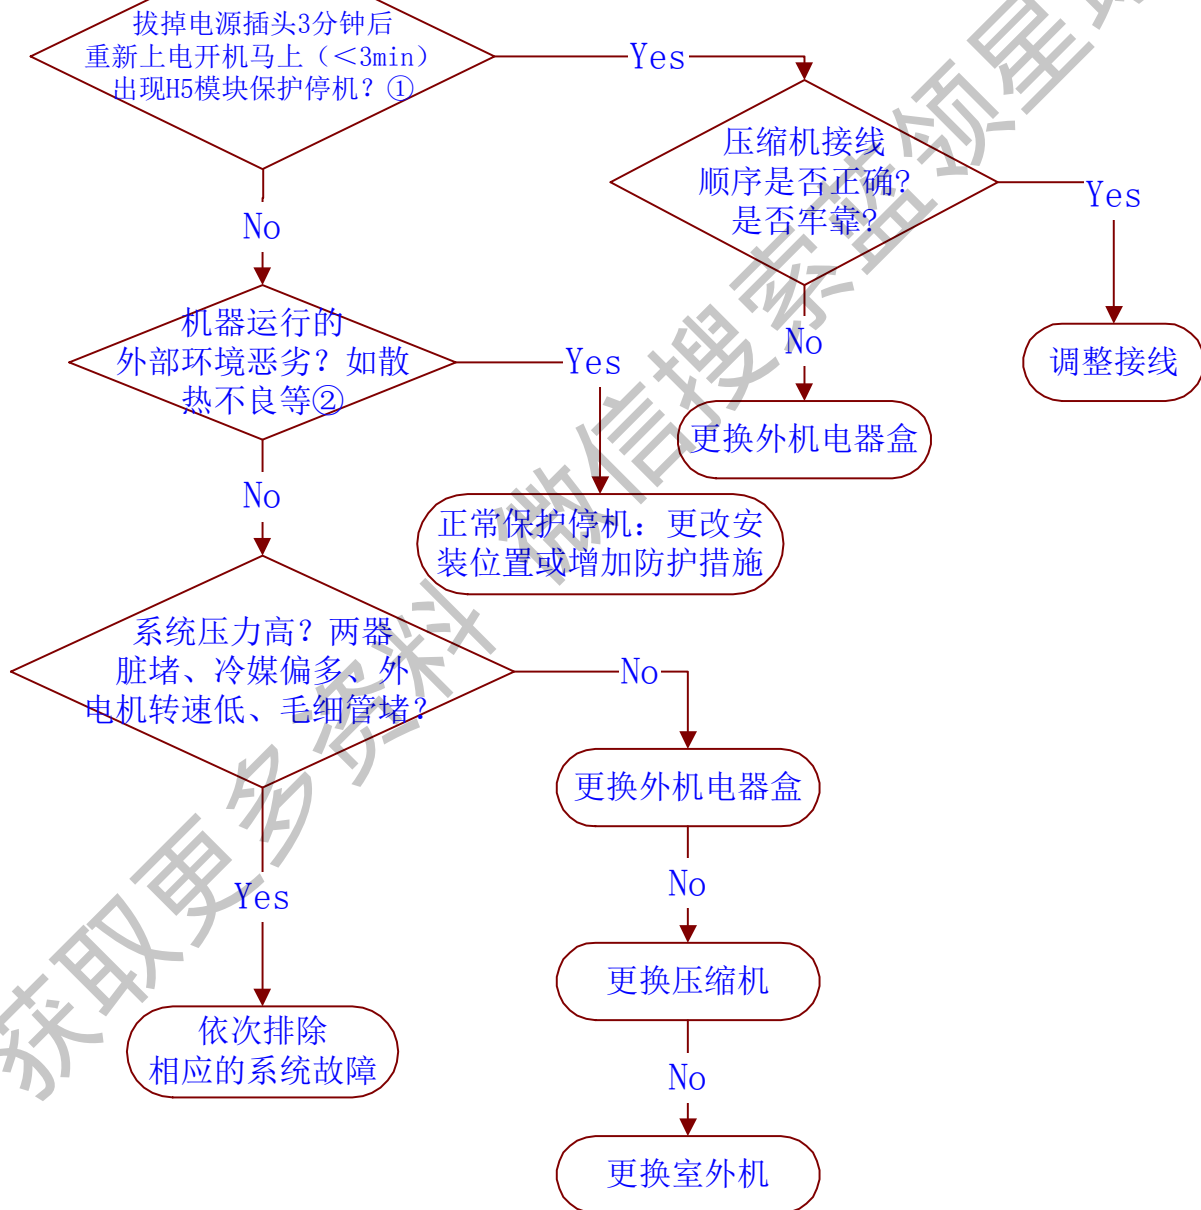 拔掉电源插头3分钟后
重新上电开机马上（＜3min）
出现H5模块保护停机？①
Yes
压缩机接线
顺序是否正确?
是否牢靠?
Yes
No
No
机器运行的
外部环境恶劣？如散
热不良等②
Yes
调整接线
更换外机电器盒
No
正常保护停机：更改安
装位置或增加防护措施
系统压力高？两器
脏堵、冷媒偏多、外
电机转速低、毛细管堵？
No
更换外机电器盒
Yes
No
更换压缩机
依次排除
相应的系统故障
No
更换室外机
获取更多资料 微信搜索蓝领星球